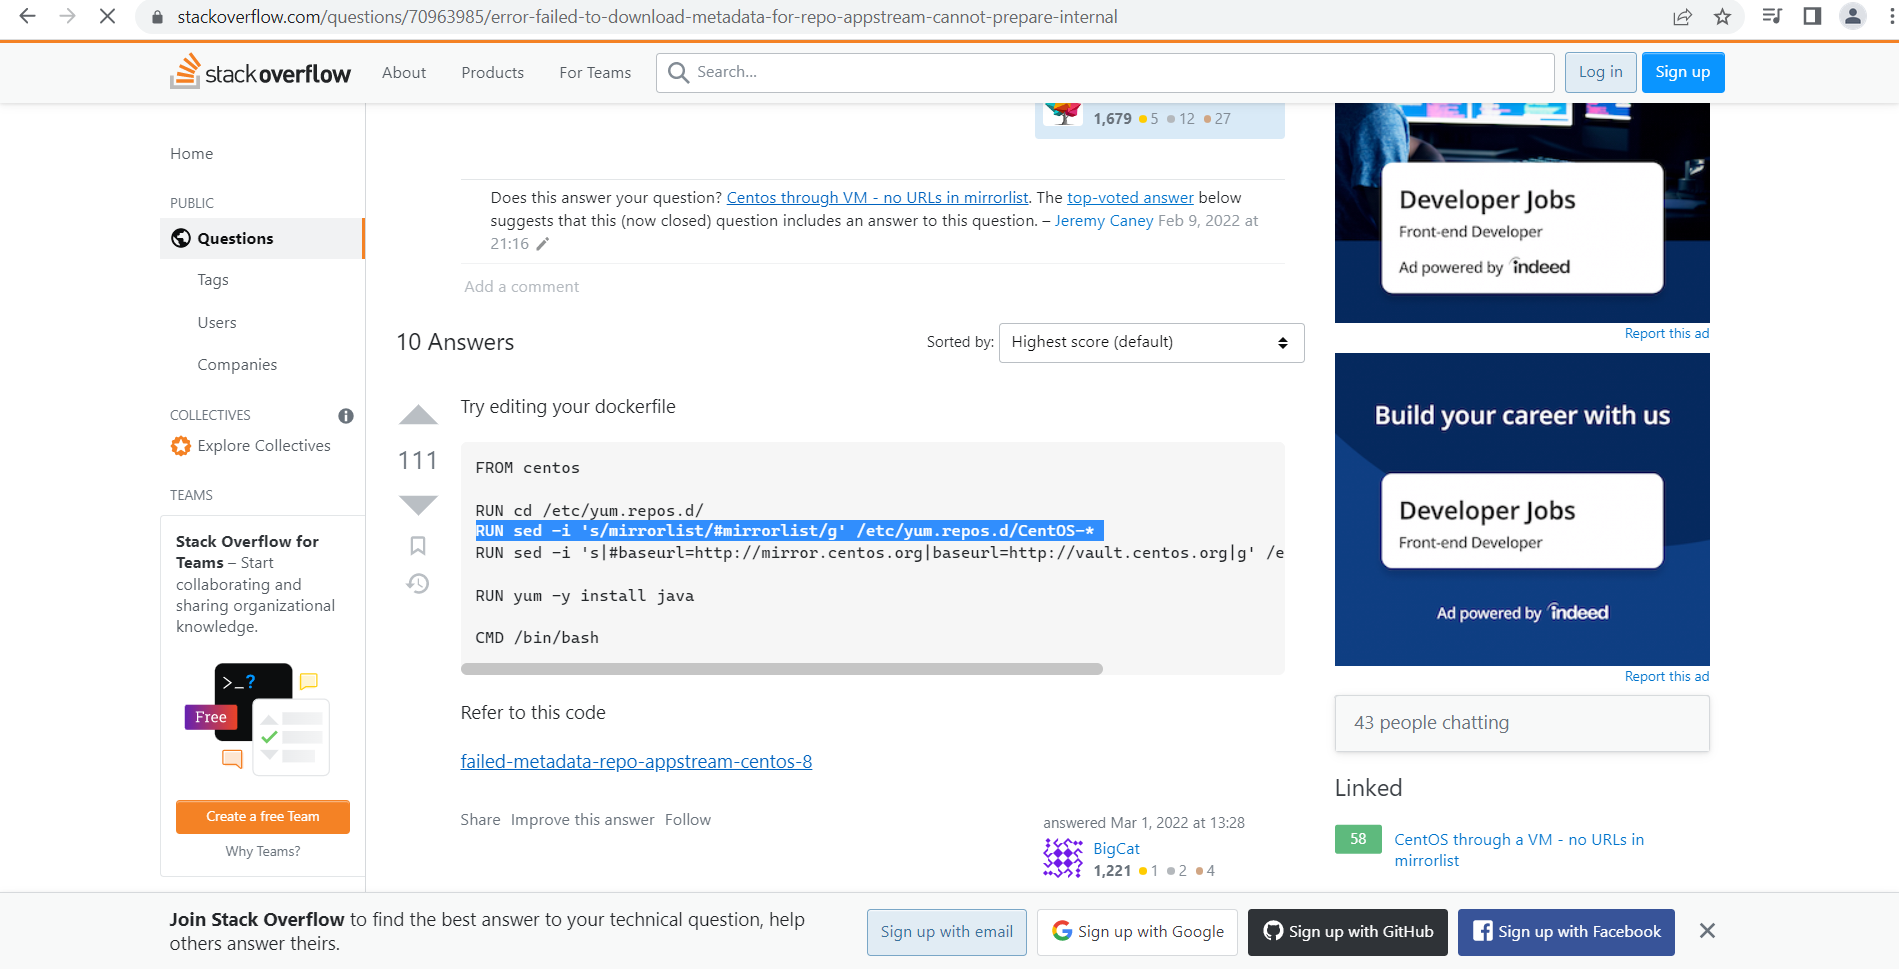 stackoverflow.com/questions/70963985/error-failed-to-download-metadata-for-repo-appstream-cannot-prepare-internal
stackoverflow
About
Products
For Teams
Search...
Log in
Sign up
Home
PUBLIC
Questions
Tags
Users
Companies
COLLECTIVES
Explore Collectives
TEAMS
Stack Overflow for
Teams – Start
collaborating and
sharing organizational
knowledge.
>_?
Free
Create a free Team
Why Teams?
1,679 5 12 27
Does this answer your question? Centos through VM - no URLs in mirrorlist. The top-voted answer below
suggests that this (now closed) question includes an answer to this question. – Jeremy Caney Feb 9, 2022 at
21:16
Add a comment
10 Answers
Sorted by:
Highest score (default)
111
Try editing your dockerfile
FROM centos
RUN cd /etc/yum.repos.d/
RUN sed -i 's/mirrorlist/#mirrorlist/g' /etc/yum.repos.d/CentOS-*
RUN sed -i 's|#baseurl=http://mirror.centos.org|baseurl=http://vault.centos.org|g' /e
RUN yum -y install java
CMD /bin/bash
Refer to this code
failed-metadata-repo-appstream-centos-8
Share Improve this answer Follow
answered Mar 1, 2022 at 13:28
BigCat
1,221 1 2 4
Developer Jobs
Front-end Developer
Ad powered by indeed
Report this ad
Build your career with us
Developer Jobs
Front-end Developer
Ad powered by indeed
Report this ad
43 people chatting
Linked
58
CentOS through a VM - no URLs in
mirrorlist
Join Stack Overflow to find the best answer to your technical question, help
others answer theirs.
Sign up with email
Sign up with Google
Sign up with GitHub
Sign up with Facebook